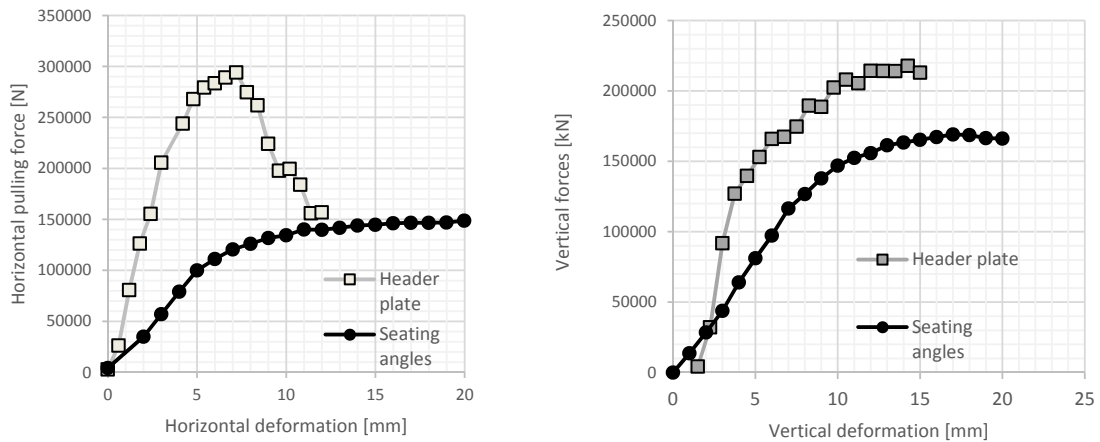 350000
300000
250000
200000
150000
100000
50000
0
Horizontal pulling force [N]
0 5 10 15 20
Horizontal deformation [mm]
Header
plate
Seating
angles
250000
200000
150000
100000
50000
0
Vertical forces [kN]
0 5 10 15 20 25
Vertical deformation [mm]
Header plate
Seating
angles